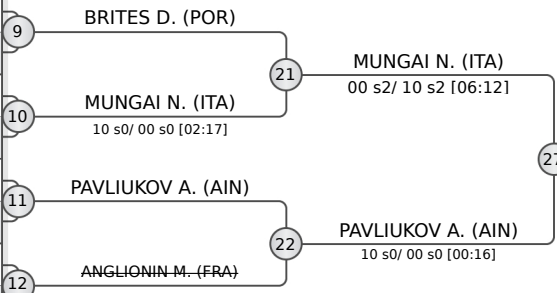 BRITES D. (POR)
9
MUNGAI N. (ITA)
21
00 s2/ 10 s2 [06:12]
MUNGAI N. (ITA)
10
10 s0/ 00 s0 [02:17]
27
PAVLIUKOV A. (AIN)
11
PAVLIUKOV A. (AIN)
22
10 s0/ 00 s0 [00:16]
ANGLIONIN M. (FRA)
12